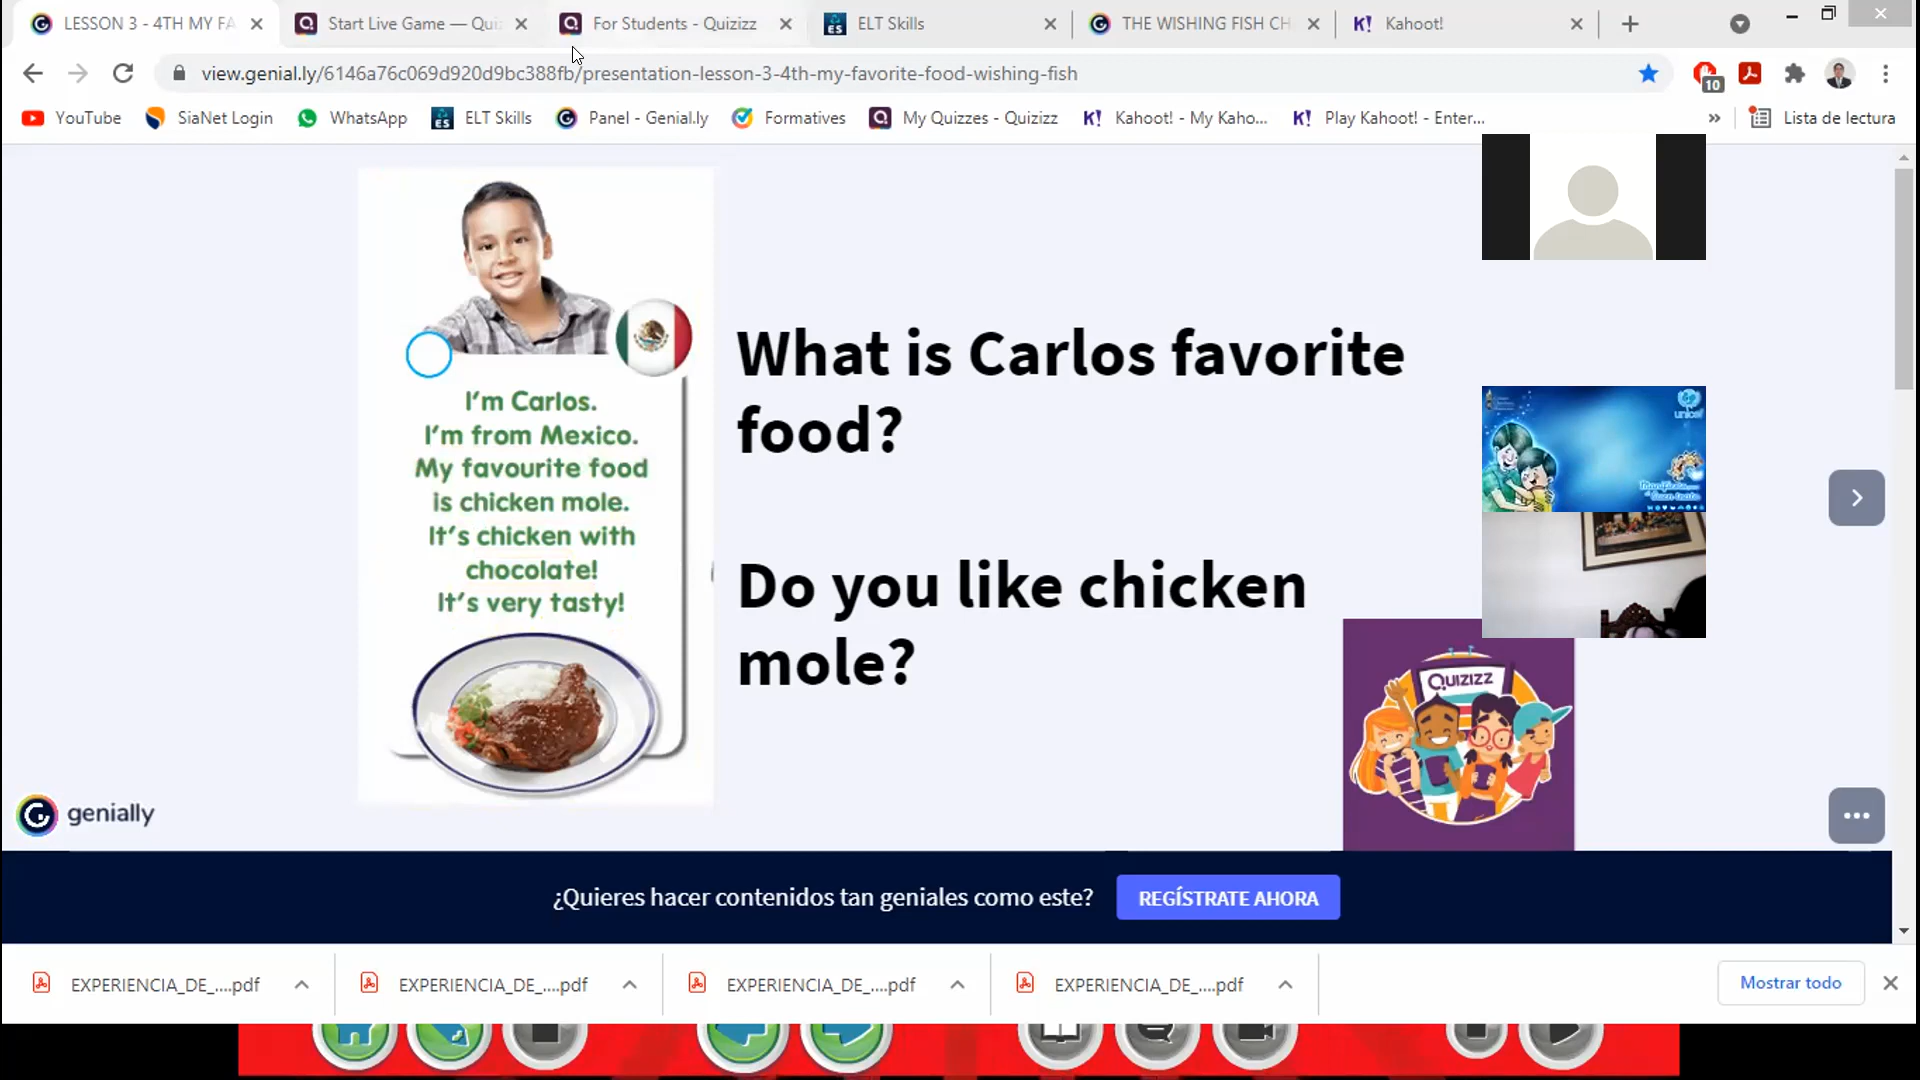 LESSON 3 - 4TH MY FA
Start Live Game — Quiz
For Students - Quizizz
ELT Skills
THE WISHING FISH CH
Kahoot!
view.genial.ly/6146a76c069d920d9bc388fb/presentation-lesson-3-4th-my-favorite-food-wishing-fish
10
YouTube
SiaNet Login
WhatsApp
ELT Skills
Panel - Genial.ly
Formatives
My Quizzes - Quizizz
Kahoot! - My Kaho...
Play Kahoot! - Enter...
»
Lista de lectura
I'm Carlos.
I'm from Mexico.
My favourite food
is chicken mole.
It's chicken with
chocolate!
It's very tasty!
What is Carlos favorite
food?
Do you like chicken
mole?
unicef
QUIZIZZ
genially
¿Quieres hacer contenidos tan geniales como este?
REGÍSTRATE AHORA
EXPERIENCIA_DE_....pdf
EXPERIENCIA_DE_....pdf
EXPERIENCIA_DE_....pdf
EXPERIENCIA_DE_....pdf
Mostrar todo